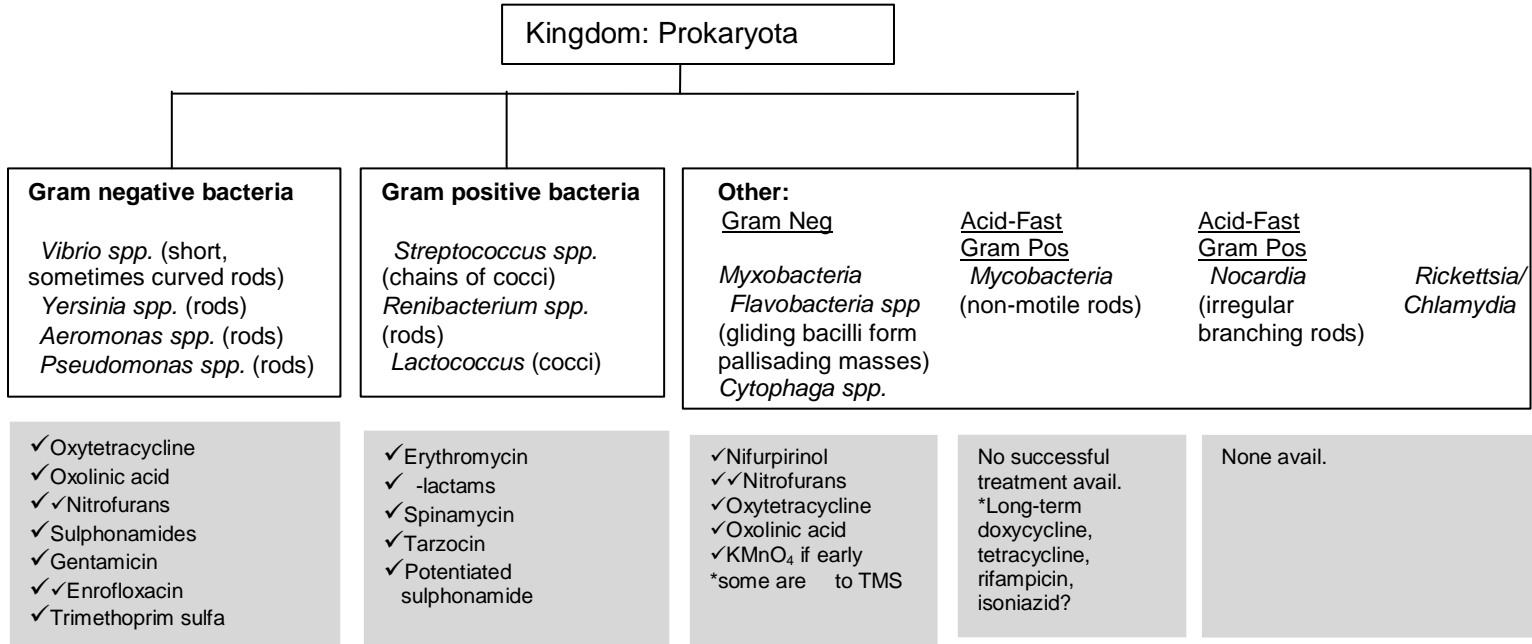 Kingdom: Prokaryota
Gram negative bacteria
Vibrio spp. (short,
sometimes curved rods)
Yersinia spp. (rods)
Aeromonas spp. (rods)
Pseudomonas spp. (rods)
Gram positive bacteria
Streptococcus spp.
(chains of cocci)
Renibacterium spp.
(rods)
Lactococcus (cocci)
Other:
Gram Neg
Myxobacteria
Flavobacteria spp
(gliding bacilli form
pallisading masses)
Cytophaga spp.
Acid-Fast
Gram Pos
Mycobacteria
(non-motile rods)
Acid-Fast
Gram Pos
Nocardia
(irregular
branching rods)
Rickettsia/
Chlamydia
✓Oxytetracycline
✓Oxolinic acid
✓✓Nitrofurans
✓Sulphonamides
✓Gentamicin
✓✓Enrofloxacin
✓Trimethoprim sulfa
✓Erythromycin
✓ -lactams
✓Spinamycin
✓Tarzocin
✓Potentiated
sulphonamide
✓Nifurpirinol
✓✓Nitrofurans
✓Oxytetracycline
✓Oxolinic acid
✓KMnO₄ if early
*some are to TMS
No successful
treatment avail.
*Long-term
doxycycline,
tetracycline,
rifampicin,
isoniazid?
None avail.